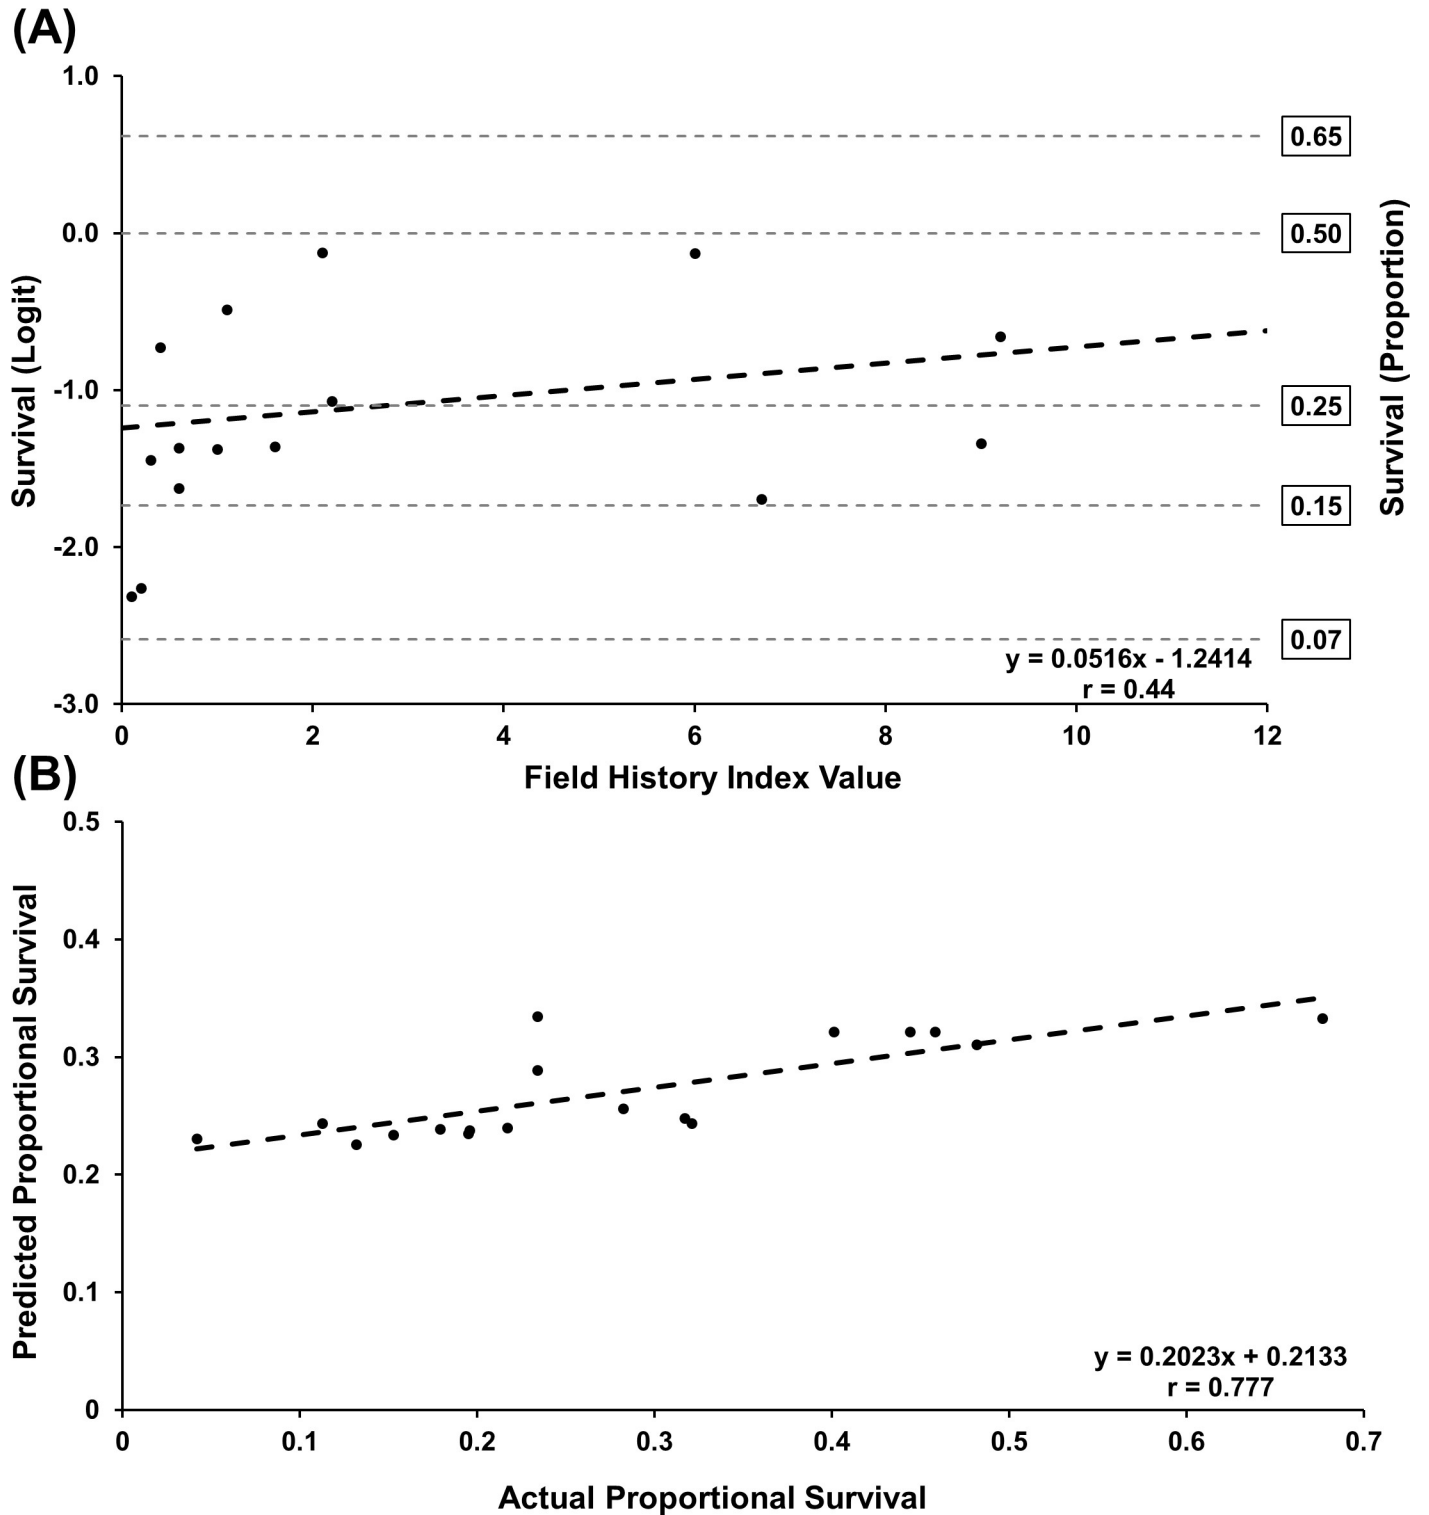 (A)
1.0
0.0
-1.0
-2.0
-3.0
Survival (Logit)
0.65
0.50
0.25
0.15
0.07
Survival (Proportion)
y = 0.0516x - 1.2414
r = 0.44
0 2 4 6 8 10 12
Field History Index Value
(B)
0.5
0.4
0.3
0.2
0.1
0
Predicted Proportional Survival
y = 0.2023x + 0.2133
r = 0.777
0 0.1 0.2 0.3 0.4 0.5 0.6 0.7
Actual Proportional Survival